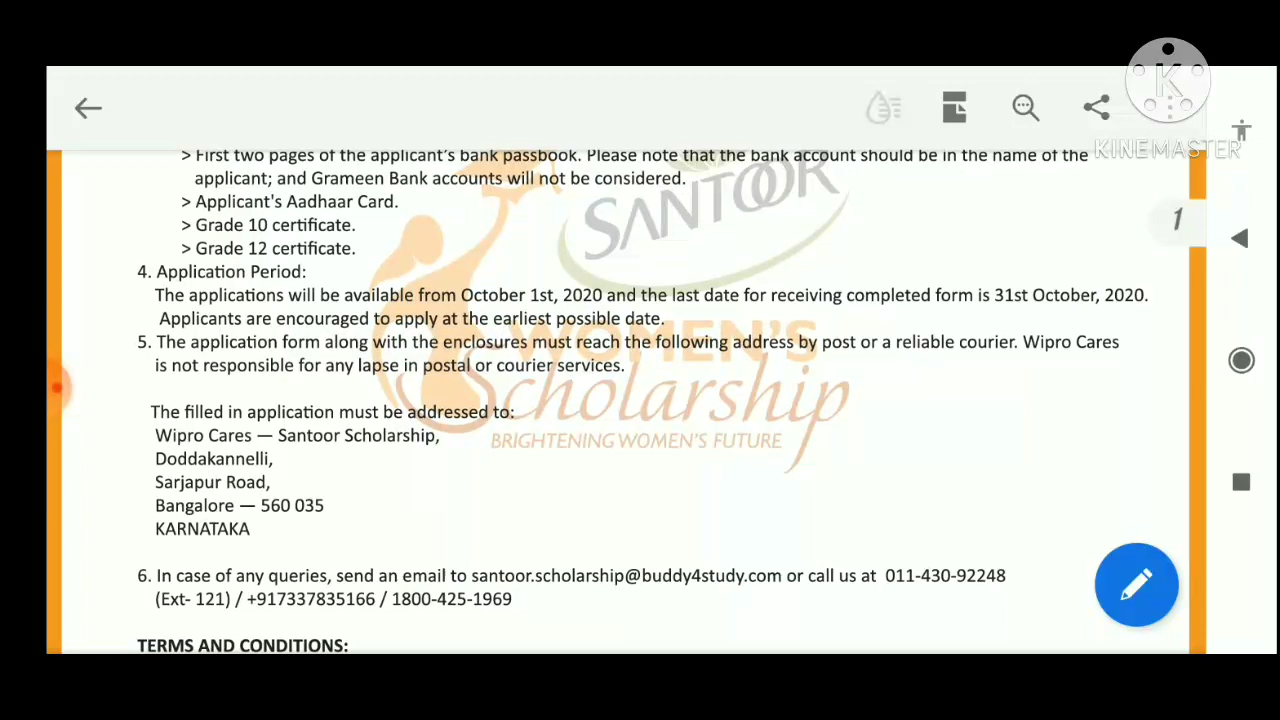 KINEMASTER
> First two pages of the applicant's bank passbook. Please note that the bank account should be in the name of the
applicant; and Grameen Bank accounts will not be considered.
> Applicant's Aadhaar Card.
> Grade 10 certificate.
> Grade 12 certificate.
SANTOOR
1
4. Application Period:
The applications will be available from October 1st, 2020 and the last date for receiving completed form is 31st October, 2020.
Applicants are encouraged to apply at the earliest possible date.
WOMEN'S
5. The application form along with the enclosures must reach the following address by post or a reliable courier. Wipro Cares
is not responsible for any lapse in postal or courier services.
Scholarship
BRIGHTENING WOMEN'S FUTURE
The filled in application must be addressed to:
Wipro Cares — Santoor Scholarship,
Doddakannelli,
Sarjapur Road,
Bangalore — 560 035
KARNATAKA
6. In case of any queries, send an email to santoor.scholarship@buddy4study.com or call us at 011-430-92248
(Ext- 121) / +917337835166 / 1800-425-1969
TERMS AND CONDITIONS: